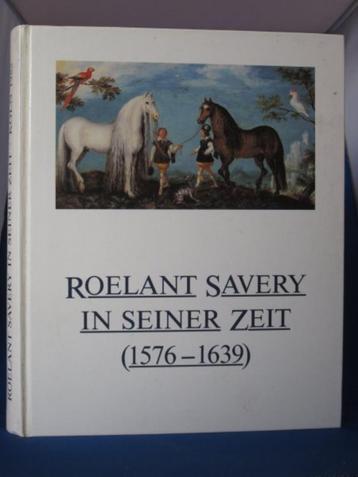 ROELANT SAVERY
IN SEINER ZEIT
(1576–1639)
ROELANT SAVERY IN SEINER ZEIT